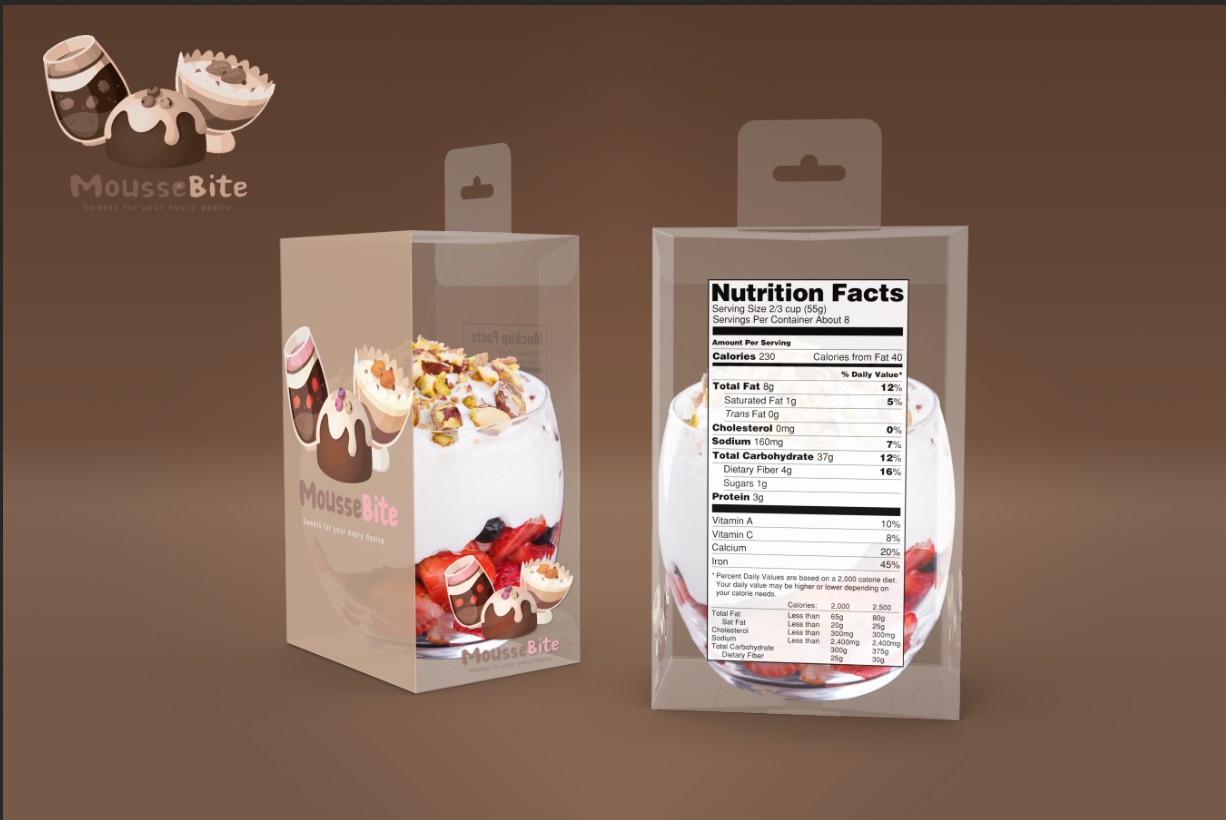 MousseBite
Sweets for your every desire.
Mockup Facts
MousseBite
Sweets for your every desire.
MousseBite
Sweets for your every desire.
Nutrition Facts
Serving Size 2/3 cup (55g)
Servings Per Container About 8
Amount Per Serving
Calories 230 Calories from Fat 40
% Daily Value*
Total Fat 8g 12%
Saturated Fat 1g 5%
Trans Fat 0g
Cholesterol 0mg 0%
Sodium 160mg 7%
Total Carbohydrate 37g 12%
Dietary Fiber 4g 16%
Sugars 1g
Protein 3g
Vitamin A 10%
Vitamin C 8%
Calcium 20%
Iron 45%
* Percent Daily Values are based on a 2,000 calorie diet.
Your daily value may be higher or lower depending on
your calorie needs.
Calories: 2,000 2,500
Total Fat Less than 65g 80g
Sat Fat Less than 20g 25g
Cholesterol Less than 300mg 300mg
Sodium Less than 2,400mg 2,400mg
Total Carbohydrate 300g 375g
Dietary Fiber 25g 30g